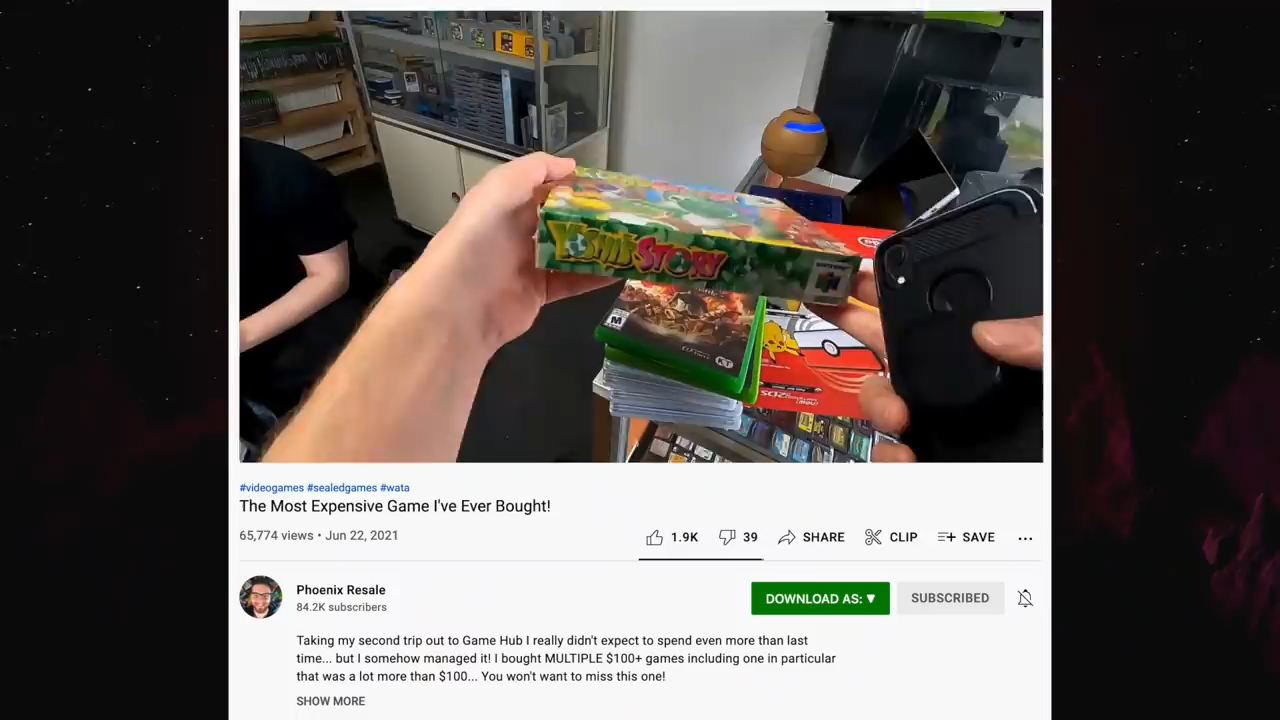 YOSHI'S STORY
M
KT
#videogames #sealedgames #wata
The Most Expensive Game I've Ever Bought!
65,774 views • Jun 22, 2021
1.9K
39
SHARE
CLIP
SAVE
...
Phoenix Resale
84.2K subscribers
DOWNLOAD AS: ▼
SUBSCRIBED
Taking my second trip out to Game Hub I really didn't expect to spend even more than last
time... but I somehow managed it! I bought MULTIPLE $100+ games including one in particular
that was a lot more than $100... You won't want to miss this one!
SHOW MORE